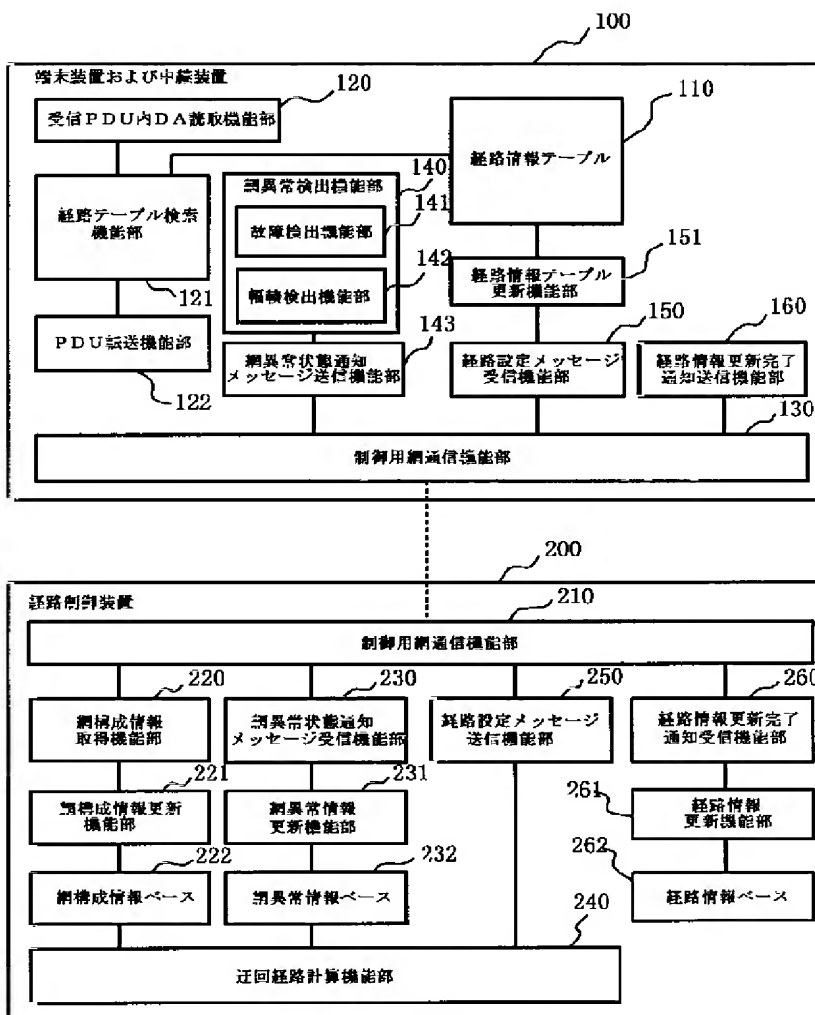 100
端末装置および中継装置
120
受信PDU内DA読取機能部
110
経路情報テーブル
経路テーブル検索
機能部
121
140
網異常検出機能部
141
故障検出機能部
142
輻輳検出機能部
151
経路情報テーブル
更新機能部
PDU転送機能部
122
143
網異常状態通知
メッセージ送信機能部
150
経路設定メッセージ
受信機能部
160
経路情報更新完了
通知送信機能部
130
制御用網通信機能部
200
経路制御装置
210
制御用網通信機能部
220
網構成情報
取得機能部
230
網異常状態通知
メッセージ受信機能部
250
経路設定メッセージ
送信機能部
260
経路情報更新完了
通知受信機能部
221
網構成情報更新
機能部
231
網異常情報
更新機能部
261
経路情報
更新機能部
222
網構成情報ベース
232
網異常情報ベース
262
経路情報ベース
240
迂回経路計算機能部